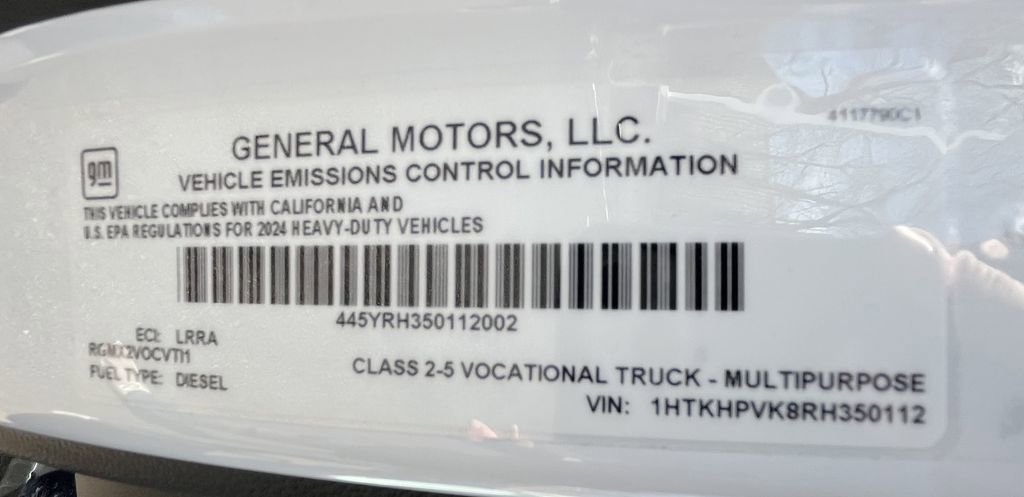 4117790C1
GENERAL MOTORS, LLC.
gm
VEHICLE EMISSIONS CONTROL INFORMATION
THIS VEHICLE COMPLIES WITH CALIFORNIA AND
U.S. EPA REGULATIONS FOR 2024 HEAVY-DUTY VEHICLES
445YRH350112002
ECI: LRRA
RGMX2VOCVTI1
FUEL TYPE: DIESEL
CLASS 2-5 VOCATIONAL TRUCK - MULTIPURPOSE
VIN: 1HTKHPVK8RH350112